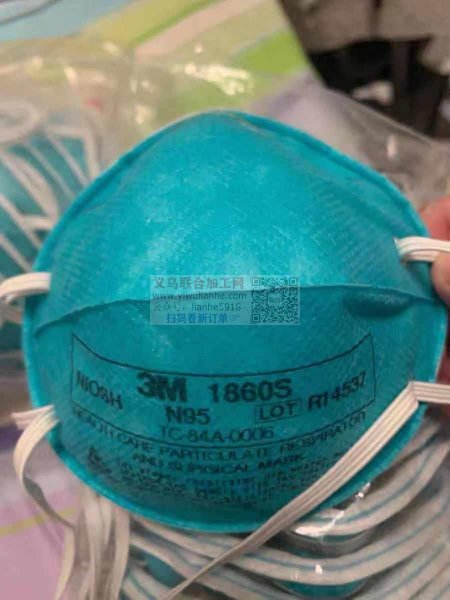 义乌联合加工网
www.yiwulianhe.com
公众号：lianhe5918
扫码看新订单👉
NIOSH
3M 1860S
N95 LOT R14537
TC-84A-0006
HEALTH CARE PARTICULATE RESPIRATOR
AND SURGICAL MASK